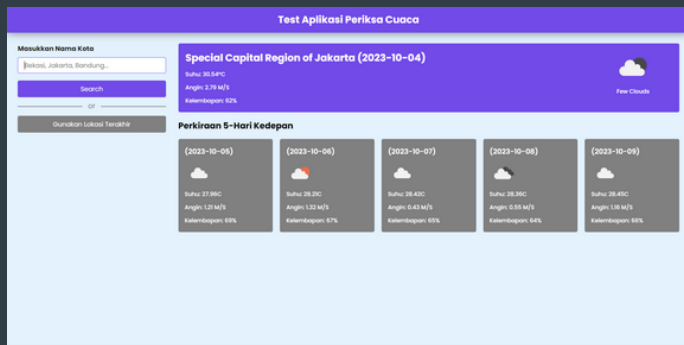 Test Aplikasi Periksa Cuaca
Masukkan Nama Kota
Bekasi, Jakarta, Bandung...
Search
or
Gunakan Lokasi Terakhir
Special Capital Region of Jakarta (2023-10-04)
Suhu: 30.54°C
Angin: 2.79 M/S
Kelembapan: 62%
Few Clouds
Perkiraan 5-Hari Kedepan
(2023-10-05)
Suhu: 27.96C
Angin: 1.21 M/S
Kelembapan: 69%
(2023-10-06)
Suhu: 28.21C
Angin: 1.32 M/S
Kelembapan: 67%
(2023-10-07)
Suhu: 28.42C
Angin: 0.43 M/S
Kelembapan: 65%
(2023-10-08)
Suhu: 28.36C
Angin: 0.55 M/S
Kelembapan: 64%
(2023-10-09)
Suhu: 28.45C
Angin: 1.16 M/S
Kelembapan: 66%